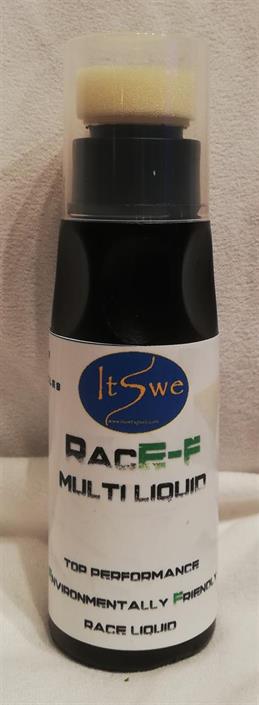 ItSwe
RacE-F
MULTI LIQUID
TOP PERFORMANCE
ENVIRONMENTALLY FRIENDLY
RACE LIQUID